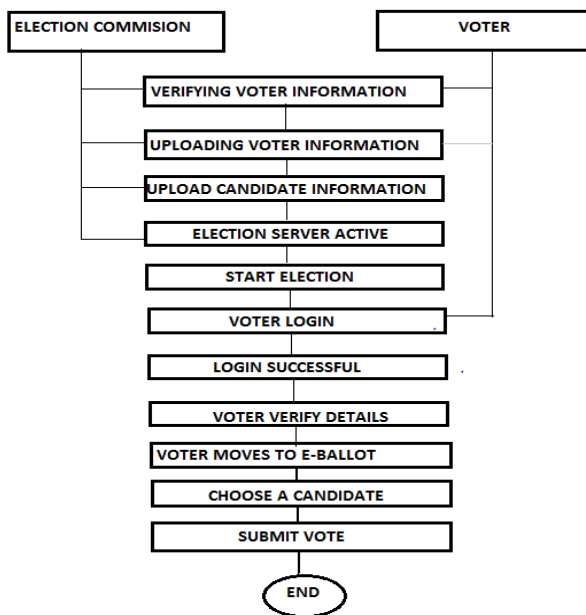 ELECTION COMMISION
VOTER
VERIFYING VOTER INFORMATION
UPLOADING VOTER INFORMATION
UPLOAD CANDIDATE INFORMATION
ELECTION SERVER ACTIVE
START ELECTION
VOTER LOGIN
LOGIN SUCCESSFUL
VOTER VERIFY DETAILS
VOTER MOVES TO E-BALLOT
CHOOSE A CANDIDATE
SUBMIT VOTE
END